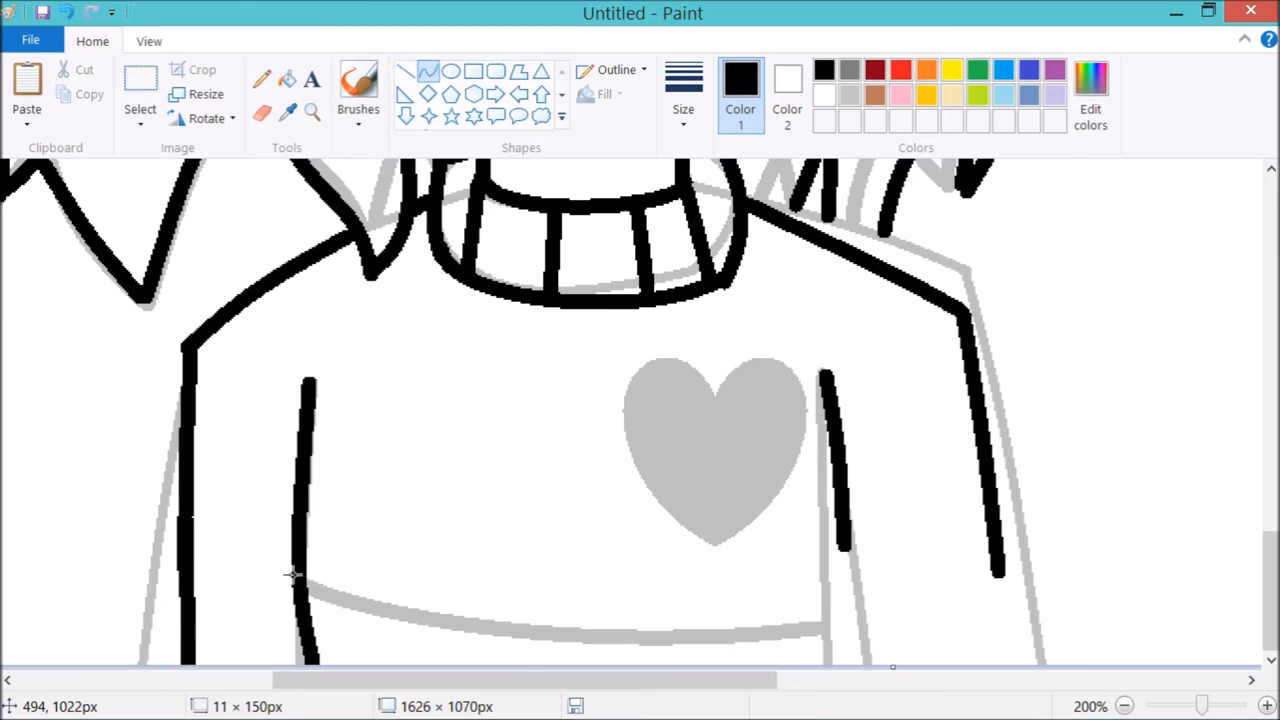 Untitled - Paint
File Home View
Paste
Cut
Copy
Clipboard
Select
Crop
Resize
Rotate
Image
A
Tools
Brushes
Outline
Fill
Shapes
Size
Color 1
Color 2
Edit colors
Colors
494, 1022px
11 × 150px
1626 × 1070px
200%